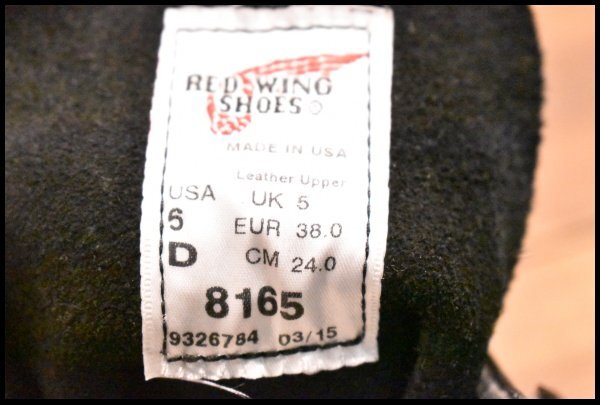 RED WING
SHOES
MADE IN USA
Leather Upper
USA UK 5
6 EUR 38.0
D CM 24.0
8165
9326784 03/15